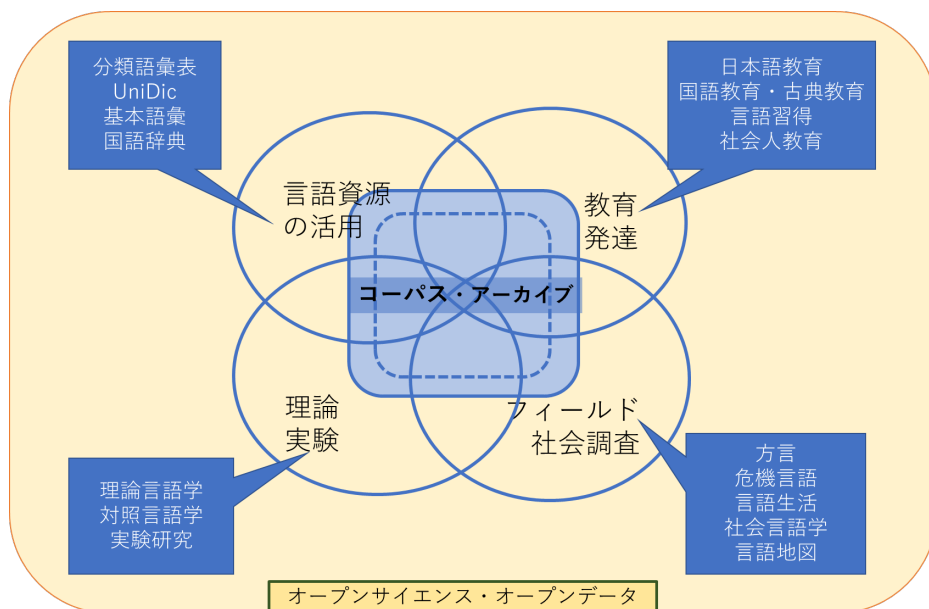 分類語彙表
UniDic
基本語彙
国語辞典
日本語教育
国語教育・古典教育
言語習得
社会人教育
言語資源
の活用
教育
発達
コーパス・アーカイブ
理論
実験
フィールド
社会調査
理論言語学
対照言語学
実験研究
方言
危機言語
言語生活
社会言語学
言語地図
オープンサイエンス・オープンデータ